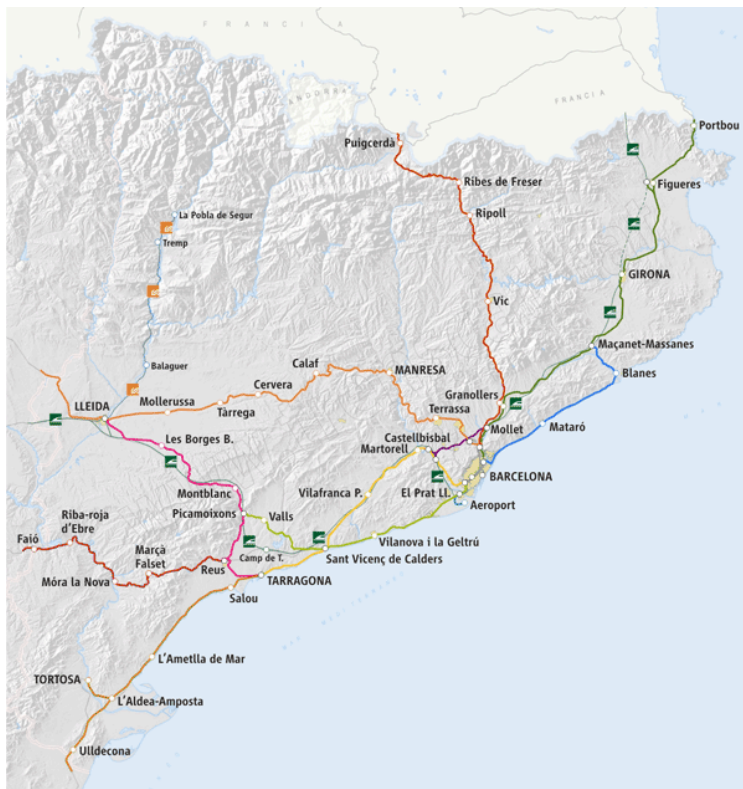 FRANCIA
ANDORRA
FRANCIA
Portbou
Puigcerdà
Ribes de Freser
Figueres
La Pobla de Segur
Ripoll
Tremp
GIRONA
Vic
Maçanet-Massanes
Balaguer
Calaf
MANRESA
Blanes
Cervera
Mollerussa
Granollers
LLEIDA
Tàrrega
Terrassa
Mataró
Mollet
Les Borges B.
Castellbisbal
Martorell
BARCELONA
Montblanc
Vilafranca P.
El Prat Ll.
Aeroport
Picamoixons
Valls
Riba-roja
d'Ebre
Faió
Vilanova i la Geltrú
Marçà
Falset
Camp de T.
Sant Vicenç de Calders
Reus
Móra la Nova
TARRAGONA
Salou
L'Ametlla de Mar
TORTOSA
L'Aldea-Amposta
Ulldecona